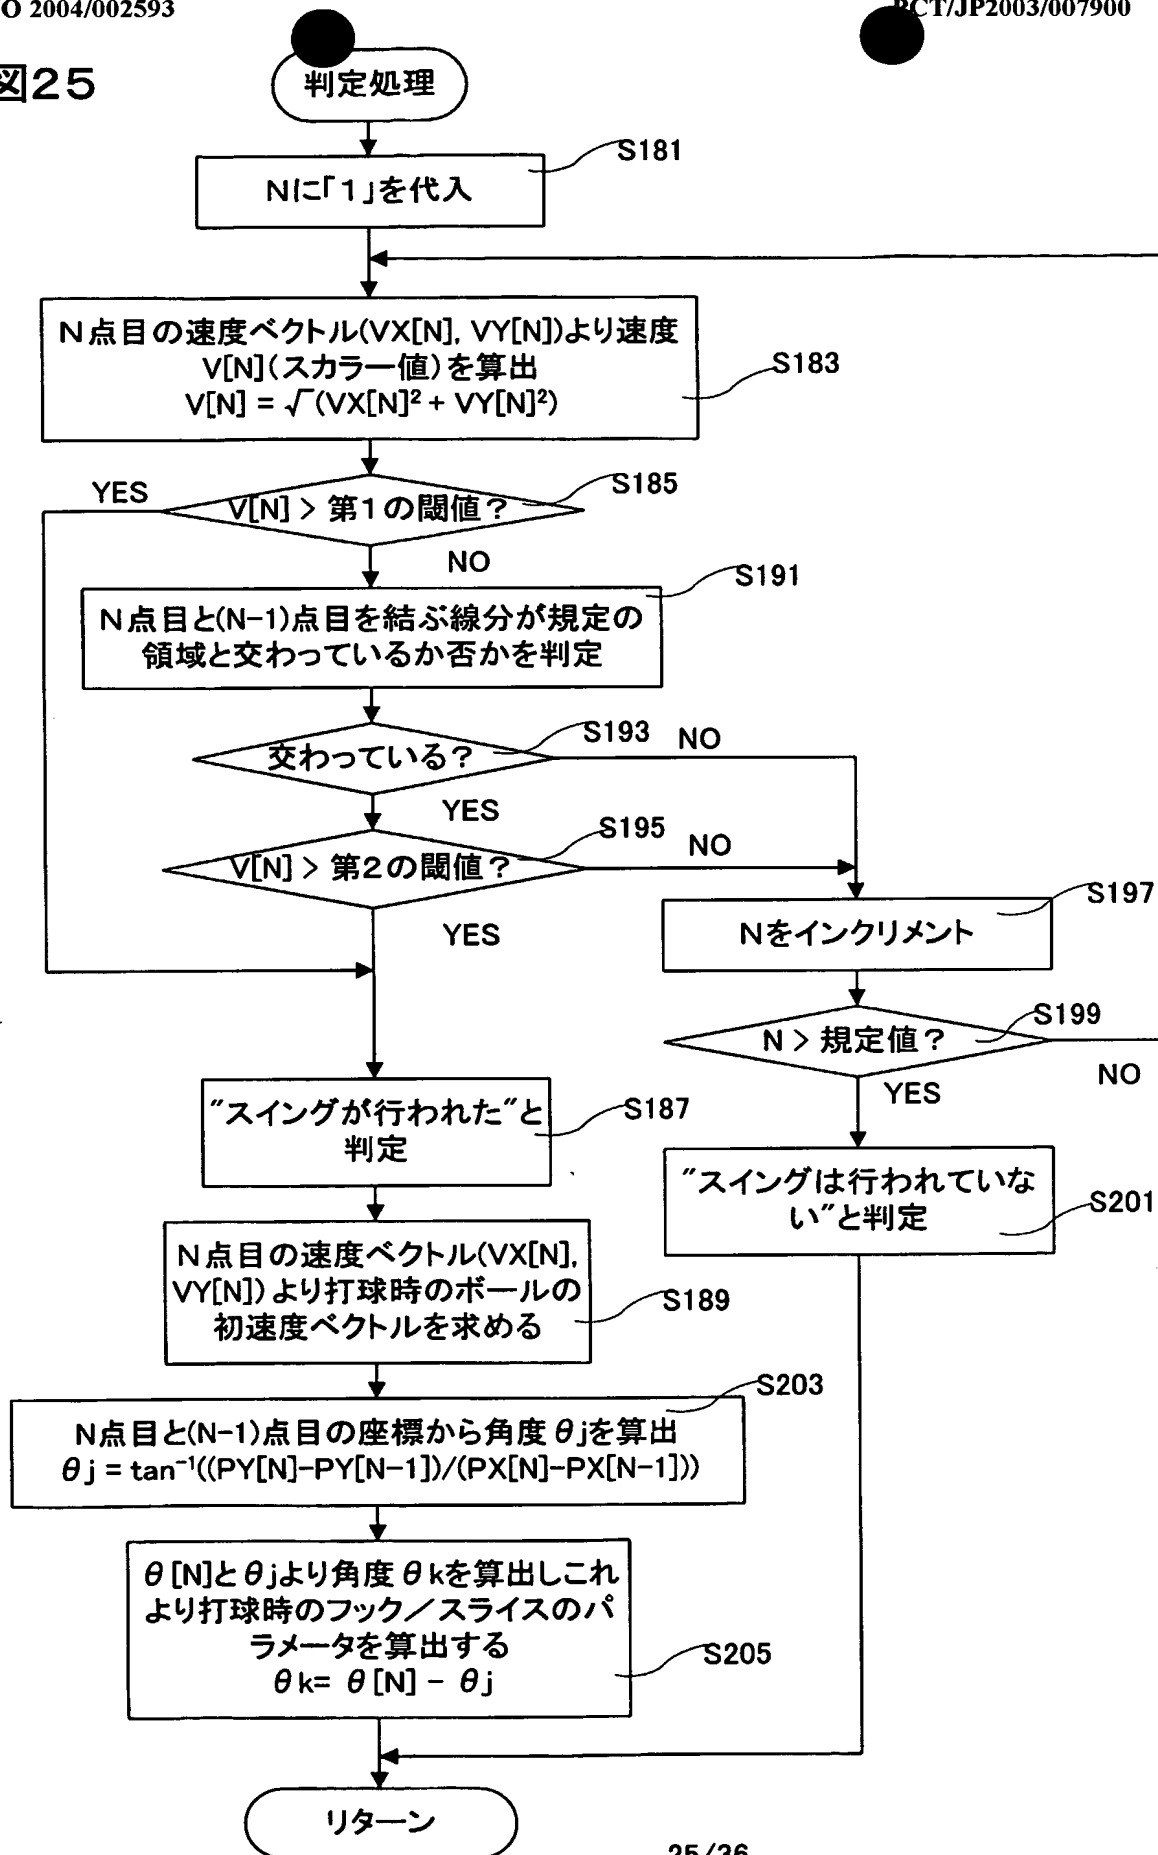 O 2004/002593
PCT/JP2003/007900
図25
判定処理
S181
Nに「1」を代入
N点目の速度ベクトル(VX[N], VY[N])より速度
V[N](スカラー値)を算出
V[N] = √(VX[N]² + VY[N]²)
S183
YES
V[N] > 第1の閾値?
S185
NO
S191
N点目と(N-1)点目を結ぶ線分が規定の
領域と交わっているか否かを判定
交わっている?
S193
NO
YES
V[N] > 第2の閾値?
S195
NO
YES
S197
Nをインクリメント
N > 規定値?
S199
NO
YES
"スイングが行われた"と
判定
S187
"スイングは行われていな
い"と判定
S201
N点目の速度ベクトル(VX[N],
VY[N])より打球時のボールの
初速度ベクトルを求める
S189
S203
N点目と(N-1)点目の座標から角度θjを算出
θj = tan⁻¹((PY[N]-PY[N-1])/(PX[N]-PX[N-1]))
θ[N]とθjより角度θkを算出しこれ
より打球時のフック/スライスのパ
ラメータを算出する
θk= θ[N] - θj
S205
リターン
25/36